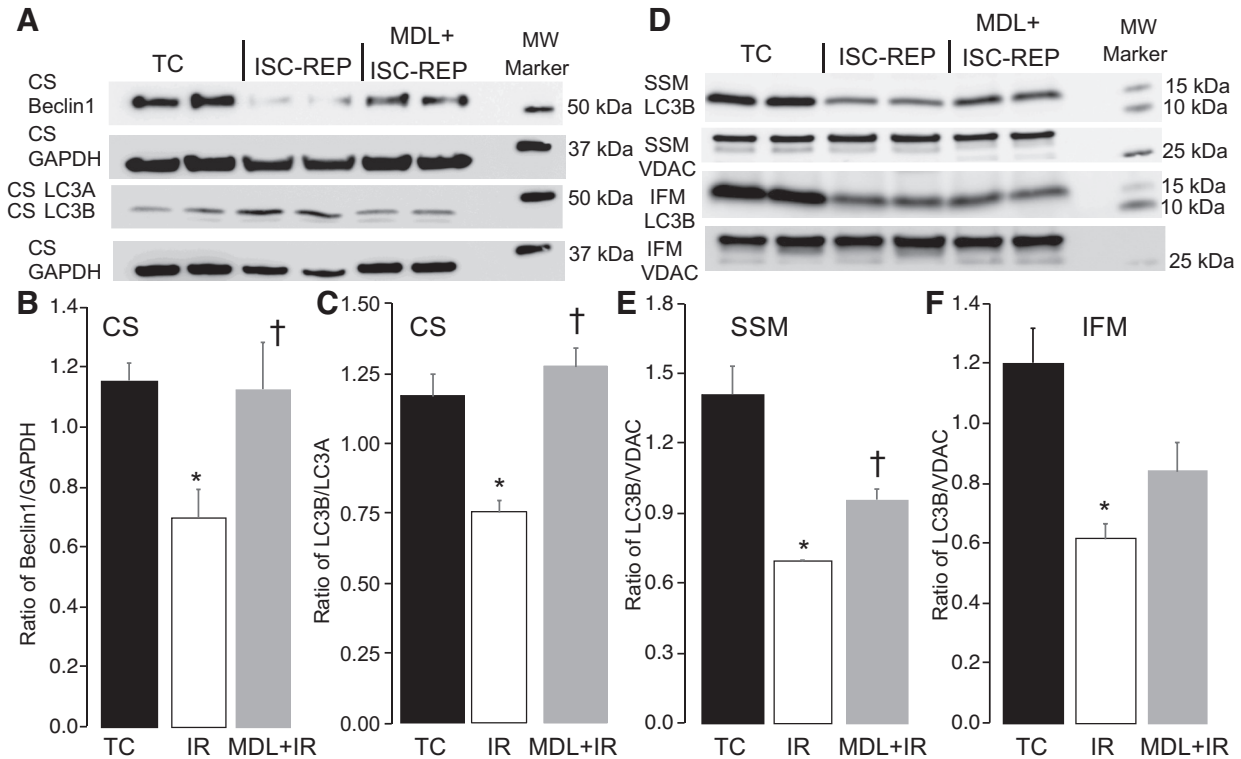 A
TC
ISC-REP
MDL+
ISC-REP
MW
Marker
CS
Beclin1
50 kDa
CS
GAPDH
37 kDa
CS LC3A
CS LC3B
50 kDa
CS
GAPDH
37 kDa
D
TC
ISC-REP
MDL+
ISC-REP
MW
Marker
SSM
LC3B
15 kDa
10 kDa
SSM
VDAC
25 kDa
IFM
LC3B
15 kDa
10 kDa
IFM
VDAC
25 kDa
B
CS
Ratio of Beclin1/GAPDH
1.4
1.2
1.0
0.8
0.6
0.4
0.2
0.0
*
†
TC IR MDL+IR
C
CS
Ratio of LC3B/LC3A
1.50
1.25
1.00
0.75
0.50
0.25
0.00
*
†
TC IR MDL+IR
E
SSM
Ratio of LC3B/VDAC
1.8
1.5
1.2
0.9
0.6
0.3
0.0
*
†
TC IR MDL+IR
F
IFM
Ratio of LC3B/VDAC
1.4
1.2
1.0
0.8
0.6
0.4
0.2
0.0
*
TC IR MDL+IR